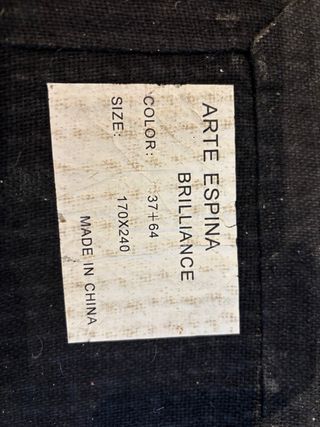 ARTE ESPINA
BRILLIANCE
COLOR: 37+64
SIZE: 170X240
MADE IN CHINA